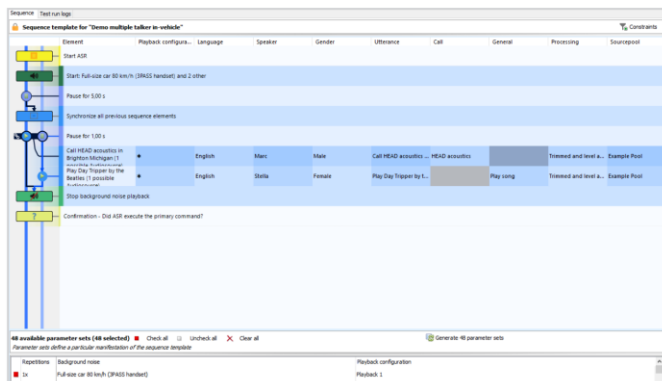 Sequence Test run logs
Sequence template for "Demo multiple talker in-vehicle" Constraints
Element Playback configura... Language Speaker Gender Utterance Call General Processing Sourcepool
Start ASR
Start: Full-size car 80 km/h (3PASS handset) and 2 other
Pause for 5,00 s
Synchronize all previous sequence elements
Pause for 1,00 s
Call HEAD acoustics in Brighton Michigan (1 possible English Marc Male Call HEAD acoustics ... HEAD acoustics Trimmed and level a... Example Pool
Play Day Tripper by the Beatles (1 possible English Stella Female Play Day Tripper by t... Play song Trimmed and level a... Example Pool
Stop background noise playback
? Confirmation - Did ASR execute the primary command?
48 available parameter sets (48 selected) Check all Uncheck all Clear all Generate 48 parameter sets
Parameter sets define a particular manifestation of the sequence template
Repetitions Background noise Playback configuration
1x Full-size car 80 km/h (3PASS handset) Playback 1